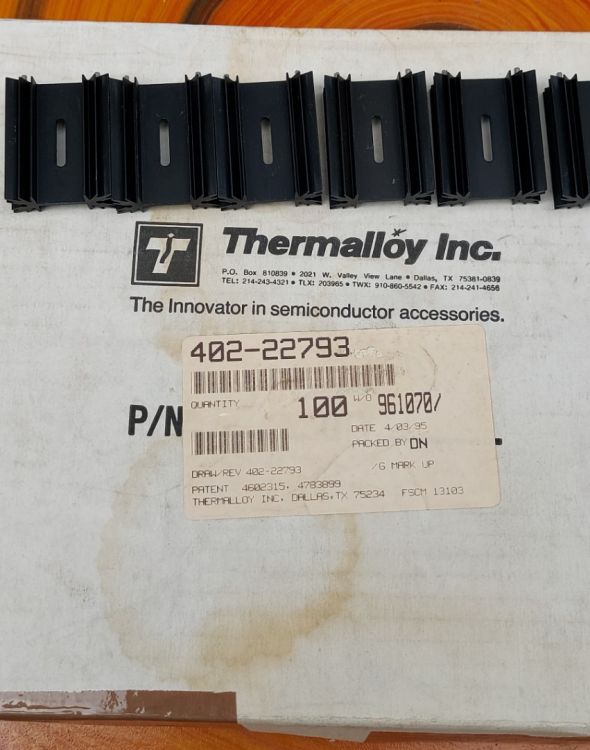 Thermalloy Inc.
P.O. Box 810839 • 2021 W. Valley View Lane • Dallas, TX 75381-0839
TEL: 214-243-4321 • TLX: 203965 • TWX: 910-860-5542 • FAX: 214-241-4656
The Innovator in semiconductor accessories.
402-22793
QUANTITY 100 W/O 961070/
P/N
DATE 4/03/95
PACKED BY DN
DRAW/REV 402-22793 /G MARK UP
PATENT 4602315, 4783899
THERMALLOY INC, DALLAS,TX 75234 FSCM 13103